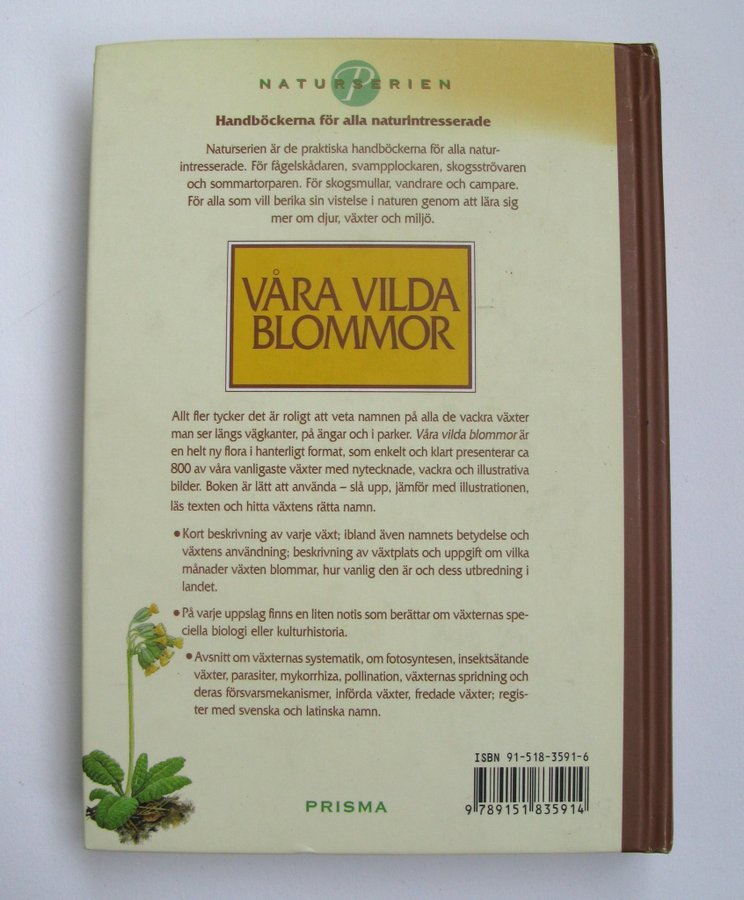 NATURSERIEN
P
Handböckerna för alla naturintresserade
Naturserien är de praktiska handböckerna för alla natur-
intresserade. För fågelskådaren, svampplockaren, skogsströvaren
och sommartorparen. För skogsmullar, vandrare och campare.
För alla som vill berika sin vistelse i naturen genom att lära sig
mer om djur, växter och miljö.
VÅRA VILDA
BLOMMOR
Allt fler tycker det är roligt att veta namnen på alla de vackra växter
man ser längs vägkanter, på ängar och i parker. Våra vilda blommor är
en helt ny flora i hanterligt format, som enkelt och klart presenterar ca
800 av våra vanligaste växter med nytecknade, vackra och illustrativa
bilder. Boken är lätt att använda – slå upp, jämför med illustrationen,
läs texten och hitta växtens rätta namn.
• Kort beskrivning av varje växt; ibland även namnets betydelse och
växtens användning; beskrivning av växtplats och uppgift om vilka
månader växten blommar, hur vanlig den är och dess utbredning i
landet.
• På varje uppslag finns en liten notis som berättar om växternas spe-
ciella biologi eller kulturhistoria.
• Avsnitt om växternas systematik, om fotosyntesen, insektsätande
växter, parasiter, mykorrhiza, pollination, växternas spridning och
deras försvarsmekanismer, införda växter, fredade växter; regis-
ter med svenska och latinska namn.
ISBN 91-518-3591-6
9 789151 835914
PRISMA